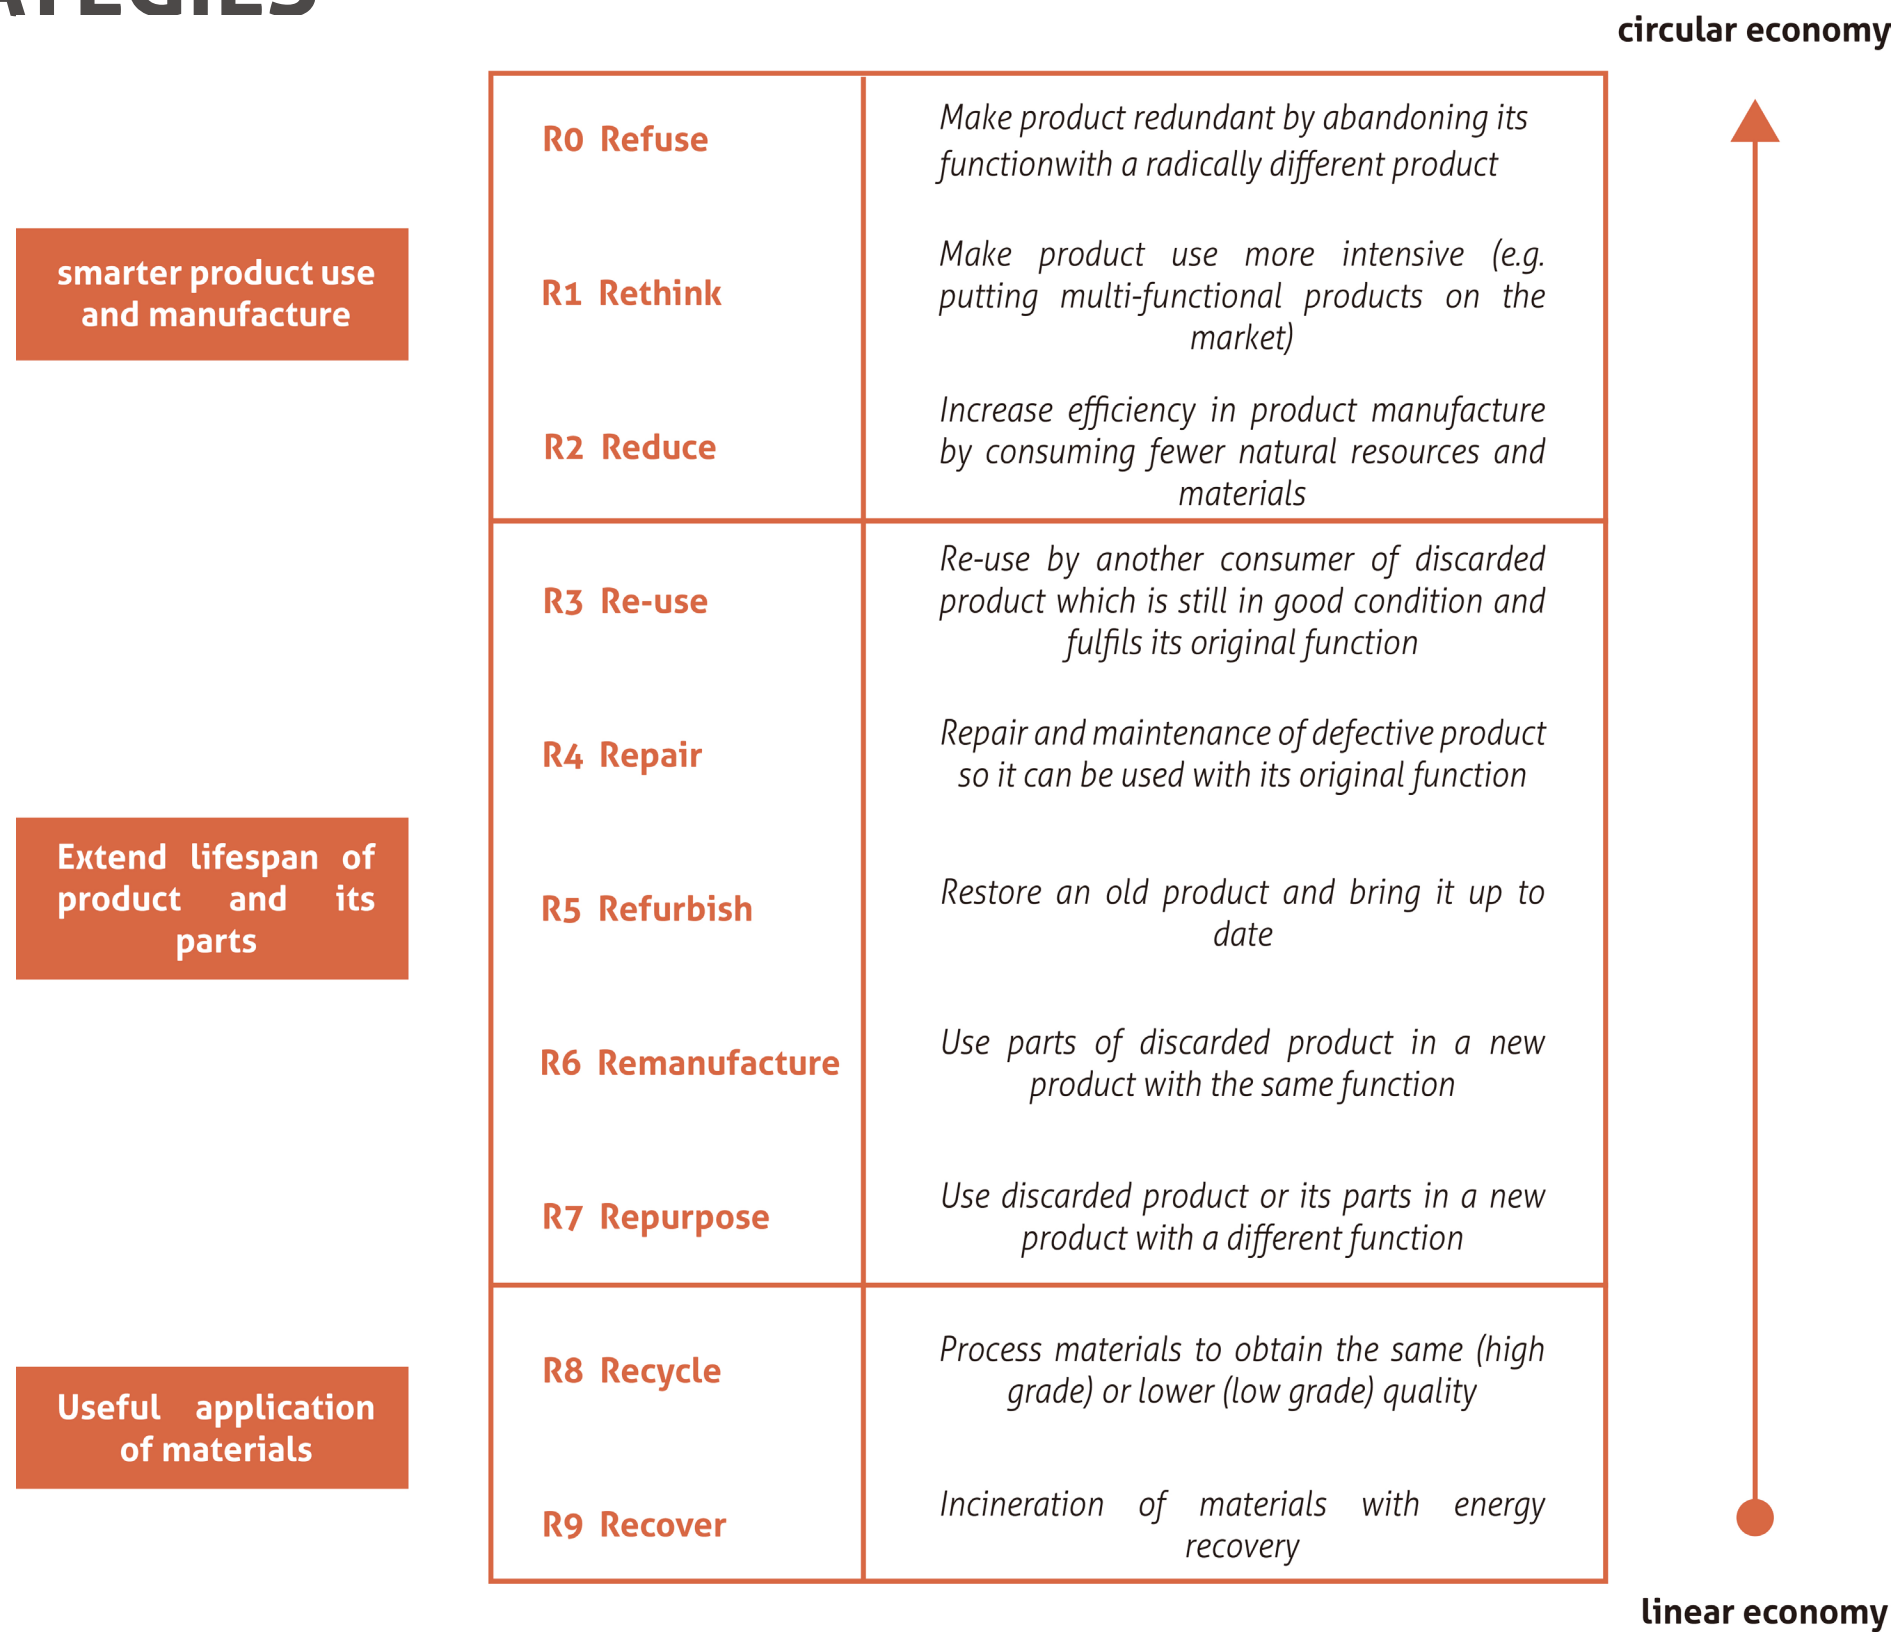 circular economy
R0 Refuse
Make product redundant by abandoning its
functionwith a radically different product
smarter product use
and manufacture
R1 Rethink
Make product use more intensive (e.g.
putting multi-functional products on the
market)
R2 Reduce
Increase efficiency in product manufacture
by consuming fewer natural resources and
materials
R3 Re-use
Re-use by another consumer of discarded
product which is still in good condition and
fulfils its original function
R4 Repair
Repair and maintenance of defective product
so it can be used with its original function
Extend lifespan of
product and its
parts
R5 Refurbish
Restore an old product and bring it up to
date
R6 Remanufacture
Use parts of discarded product in a new
product with the same function
R7 Repurpose
Use discarded product or its parts in a new
product with a different function
Useful application
of materials
R8 Recycle
Process materials to obtain the same (high
grade) or lower (low grade) quality
R9 Recover
Incineration of materials with energy
recovery
linear economy